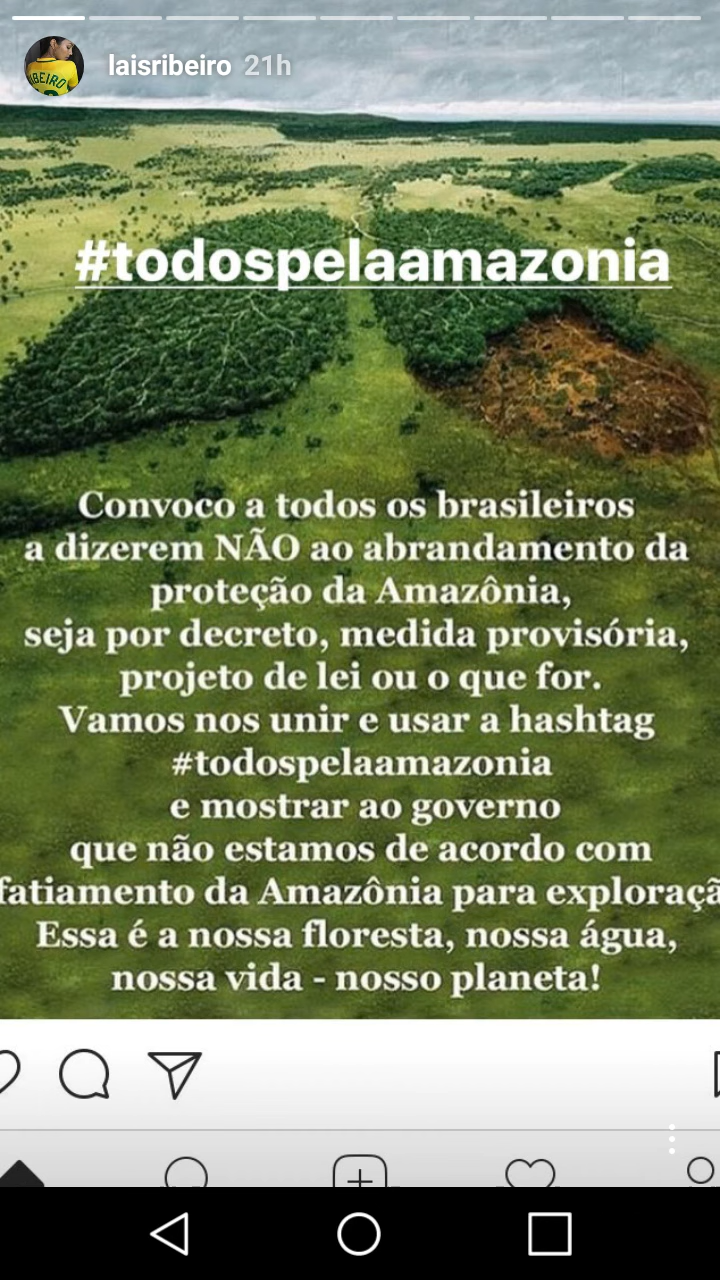 laisribeiro 21h
#todospelaamazonia
Convoco a todos os brasileiros
a dizerem NÃO ao abrandamento da
proteção da Amazônia,
seja por decreto, medida provisória,
projeto de lei ou o que for.
Vamos nos unir e usar a hashtag
#todospelaamazonia
e mostrar ao governo
que não estamos de acordo com
fatiamento da Amazônia para exploraçã
Essa é a nossa floresta, nossa água,
nossa vida - nosso planeta!